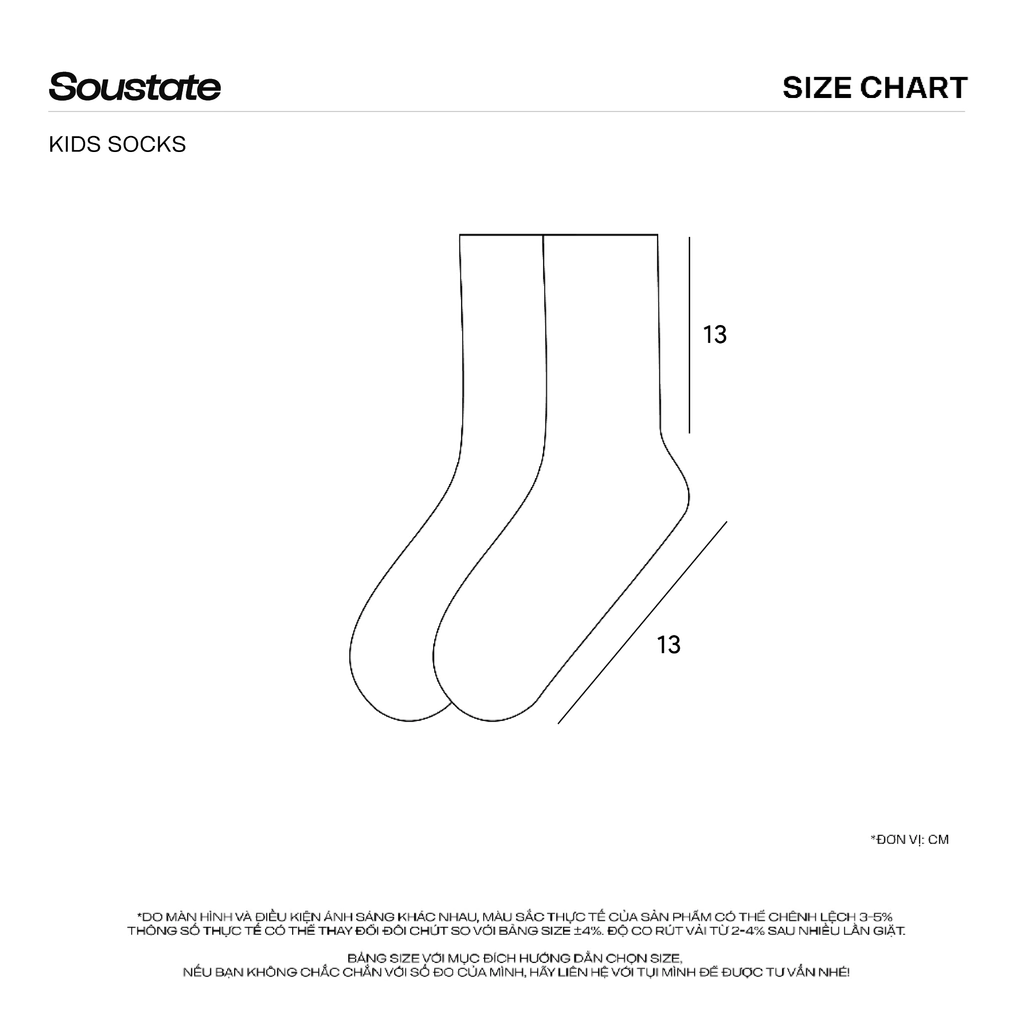 Soustate
SIZE CHART
KIDS SOCKS
13
13
*ĐƠN VỊ: CM
*DO MÀN HÌNH VÀ ĐIỀU KIỆN ÁNH SÁNG KHÁC NHAU, MÀU SẮC THỰC TẾ CỦA SẢN PHẨM CÓ THỂ CHÊNH LỆCH 3-5%
THÔNG SỐ THỰC TẾ CÓ THỂ THAY ĐỔI ĐÔI CHÚT SO VỚI BẢNG SIZE ±4%. ĐỘ CO RÚT VẢI TỪ 2-4% SAU NHIỀU LẦN GIẶT.
BẢNG SIZE VỚI MỤC ĐÍCH HƯỚNG DẪN CHỌN SIZE,
NẾU BẠN KHÔNG CHẮC CHẮN VỚI SỐ ĐO CỦA MÌNH, HÃY LIÊN HỆ VỚI TỤI MÌNH ĐỂ ĐƯỢC TƯ VẤN NHÉ!